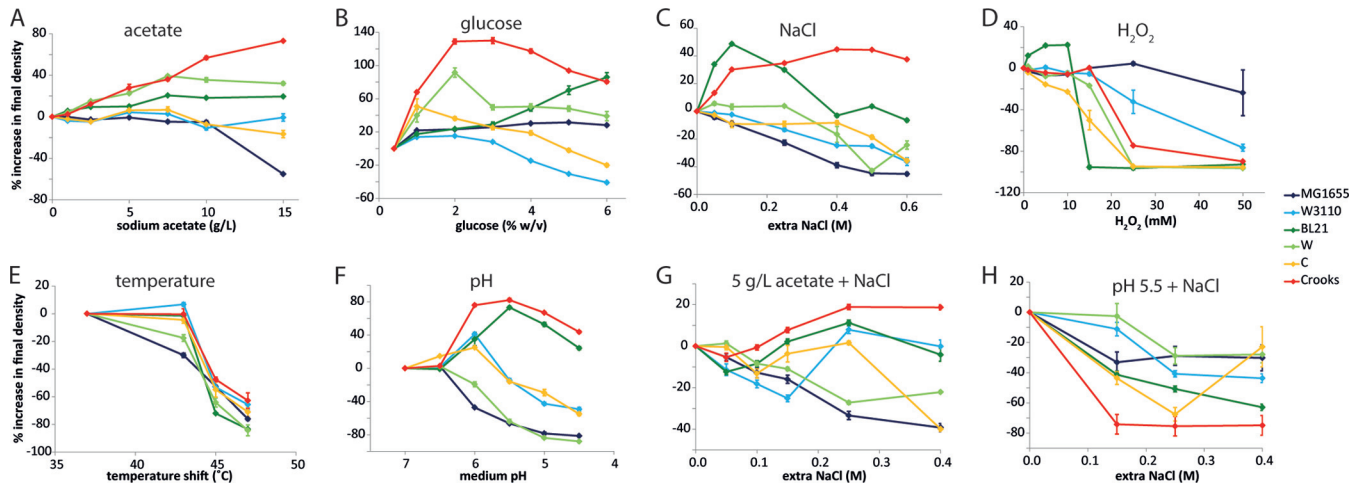 A
acetate
% increase in final density
80
40
0
-40
-80
0
5
10
15
sodium acetate (g/L)
B
glucose
140
100
60
20
-20
-60
0
2
4
6
glucose (% w/v)
C
NaCl
60
40
20
0
-20
-40
-60
0.0
0.2
0.4
0.6
extra NaCl (M)
D
H₂O₂
40
0
-40
-80
-120
0
10
20
30
40
50
H₂O₂ (mM)
MG1655
W3110
BL21
W
C
Crooks
E
temperature
% increase in final density
20
0
-20
-40
-60
-80
-100
35
40
45
50
temperature shift (˚C)
F
pH
80
40
0
-40
-80
7
6
5
4
medium pH
G
5 g/L acetate + NaCl
20
0
-20
-40
0.0
0.1
0.2
0.3
0.4
extra NaCl (M)
H
pH 5.5 + NaCl
0
-20
-40
-60
-80
0.0
0.1
0.2
0.3
0.4
extra NaCl (M)